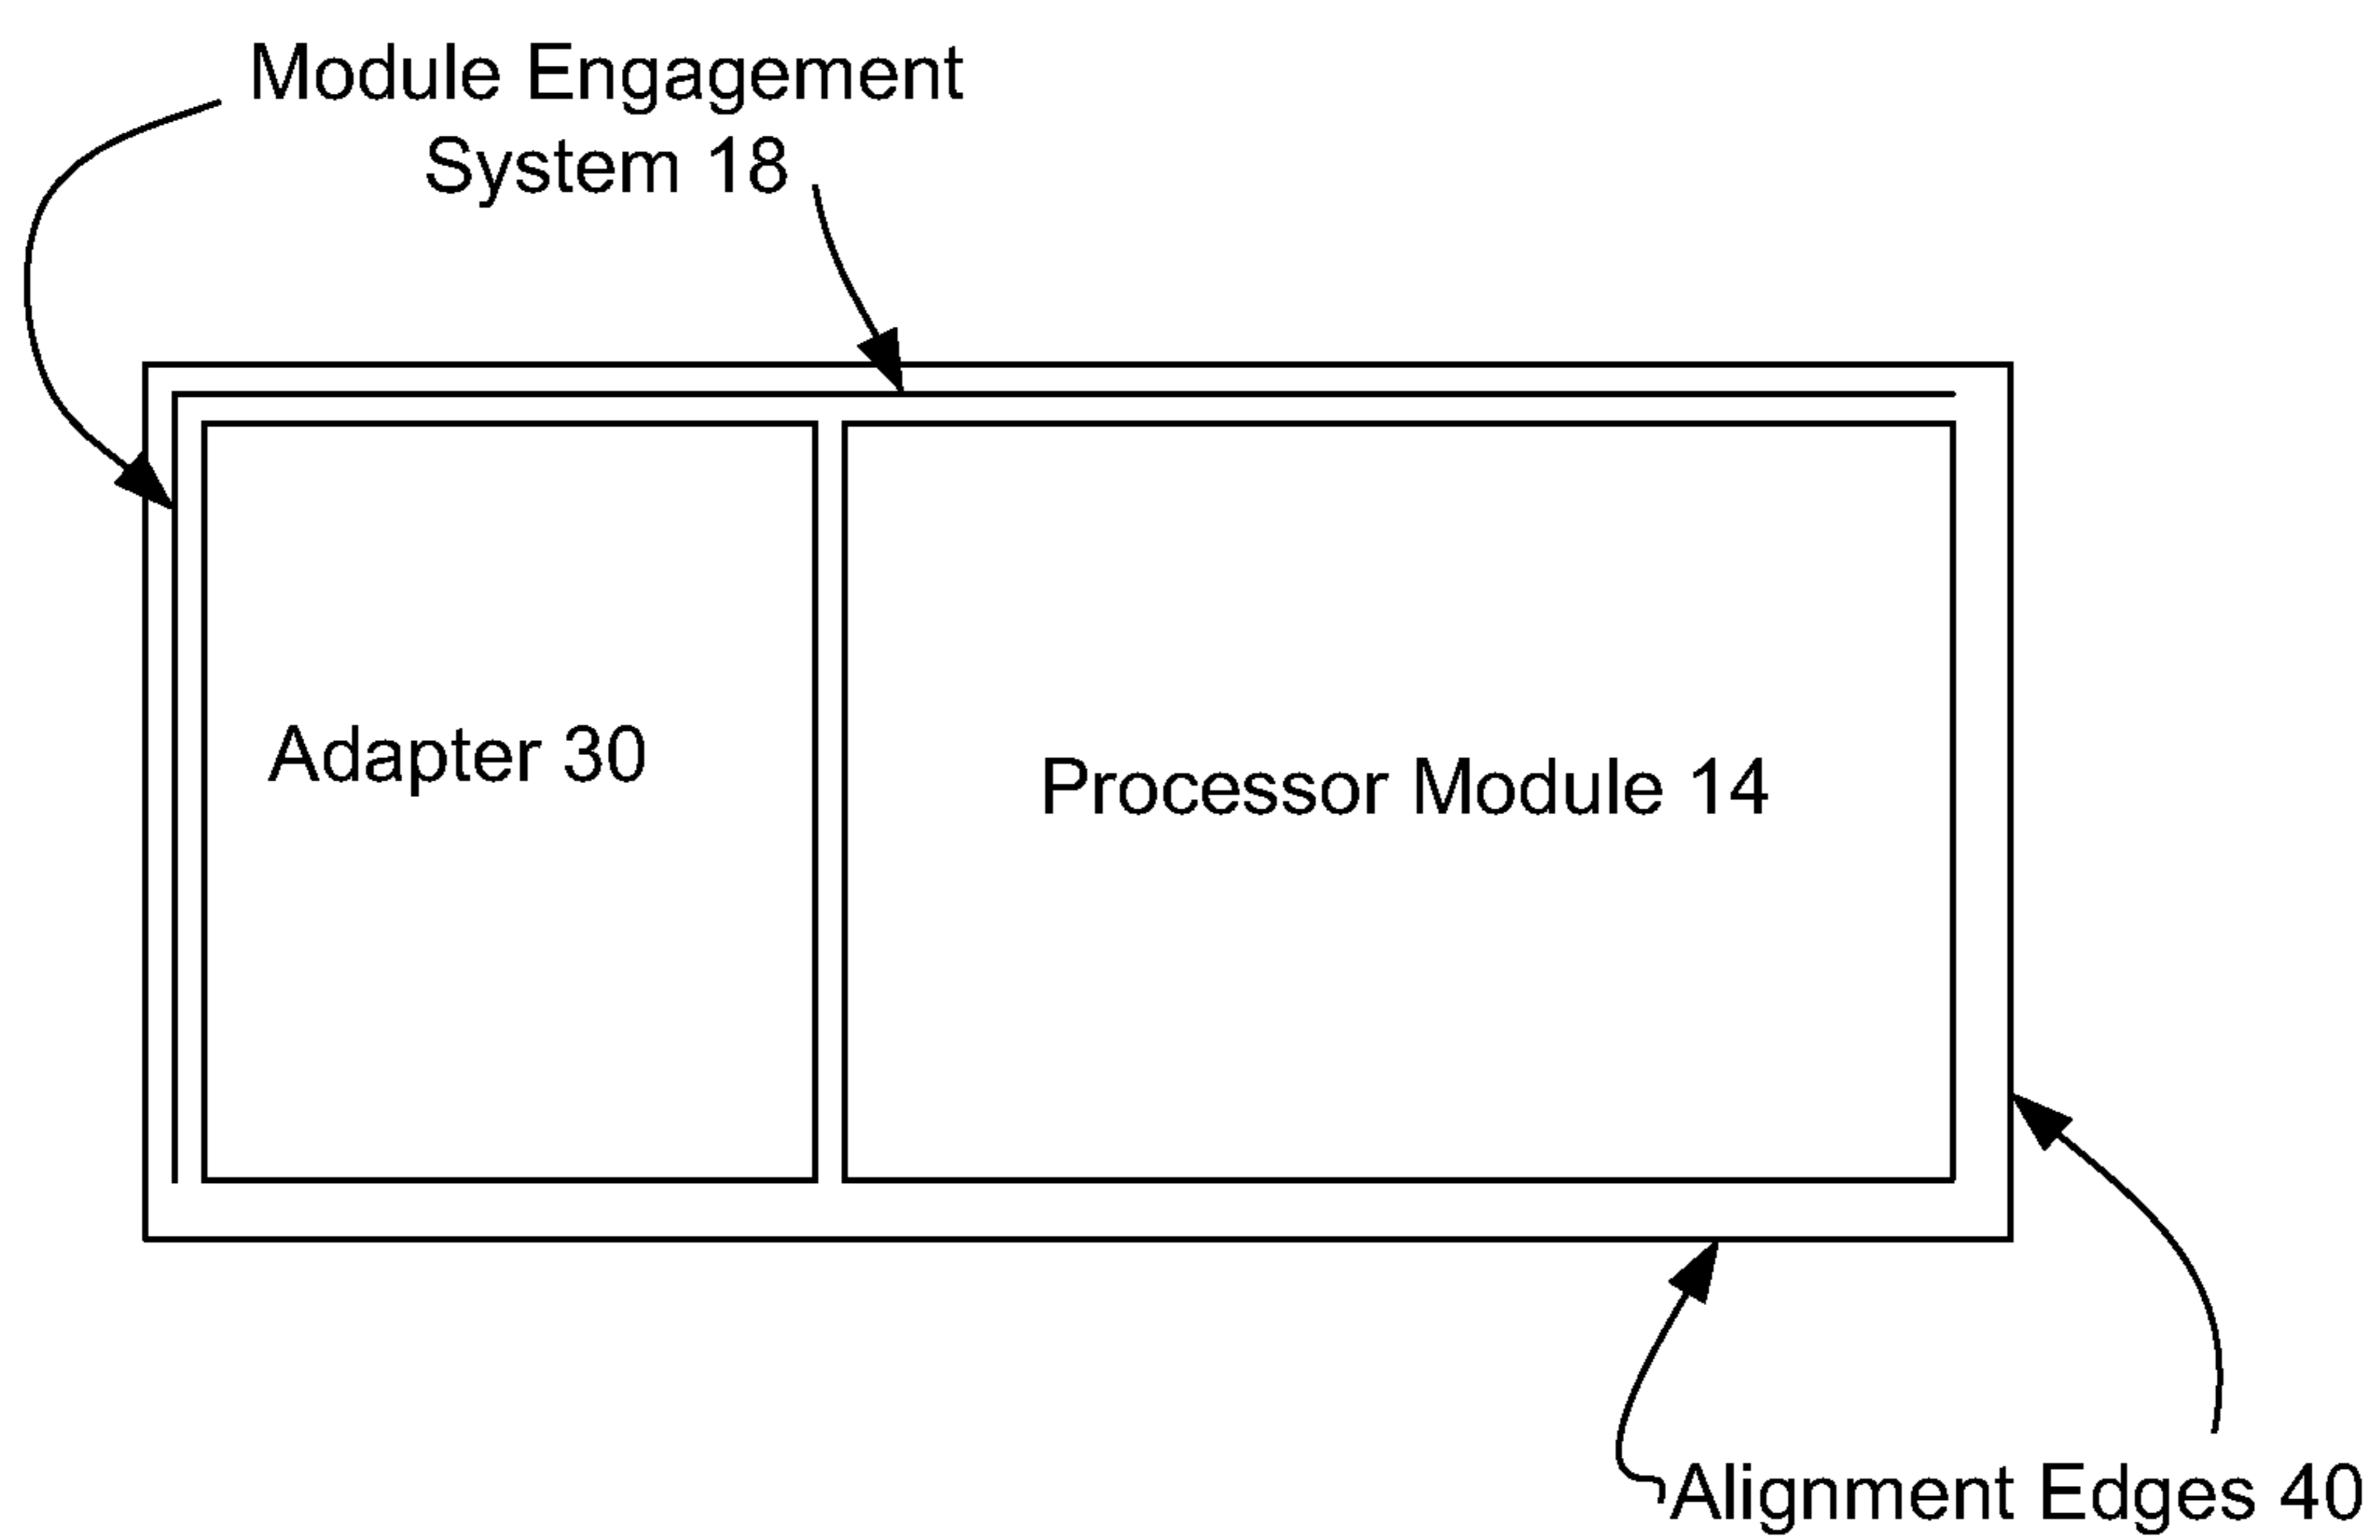 Module Engagement
System 18
Adapter 30
Processor Module 14
Alignment Edges 40